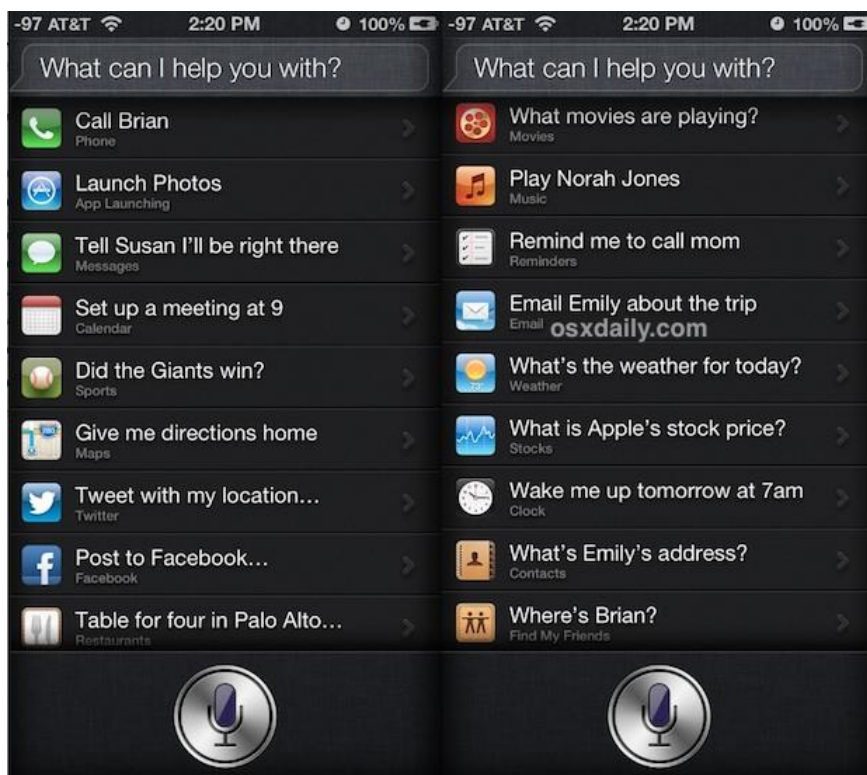 -97 AT&T 2:20 PM 100%
What can I help you with?
Call Brian
Phone
Launch Photos
App Launching
Tell Susan I'll be right there
Messages
Set up a meeting at 9
Calendar
Did the Giants win?
Sports
Give me directions home
Maps
Tweet with my location...
Twitter
Post to Facebook...
Facebook
Table for four in Palo Alto...
Restaurants
-97 AT&T 2:20 PM 100%
What can I help you with?
What movies are playing?
Movies
Play Norah Jones
Music
Remind me to call mom
Reminders
Email Emily about the trip
Email
osxdaily.com
What's the weather for today?
73°
Weather
What is Apple's stock price?
Stocks
Wake me up tomorrow at 7am
Clock
What's Emily's address?
Contacts
Where's Brian?
Find My Friends